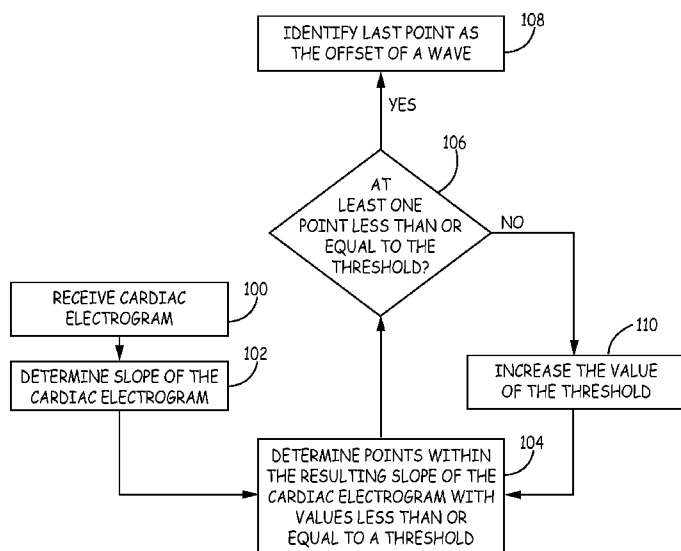 IDENTIFY LAST POINT AS
THE OFFSET OF A WAVE
108
YES
106
AT
LEAST ONE
POINT LESS THAN OR
EQUAL TO THE
THRESHOLD?
NO
RECEIVE CARDIAC
ELECTROGRAM
100
DETERMINE SLOPE OF THE
CARDIAC ELECTROGRAM
102
110
INCREASE THE VALUE
OF THE THRESHOLD
DETERMINE POINTS WITHIN
THE RESULTING SLOPE OF THE
CARDIAC ELECTROGRAM WITH
VALUES LESS THAN OR
EQUAL TO A THRESHOLD
104